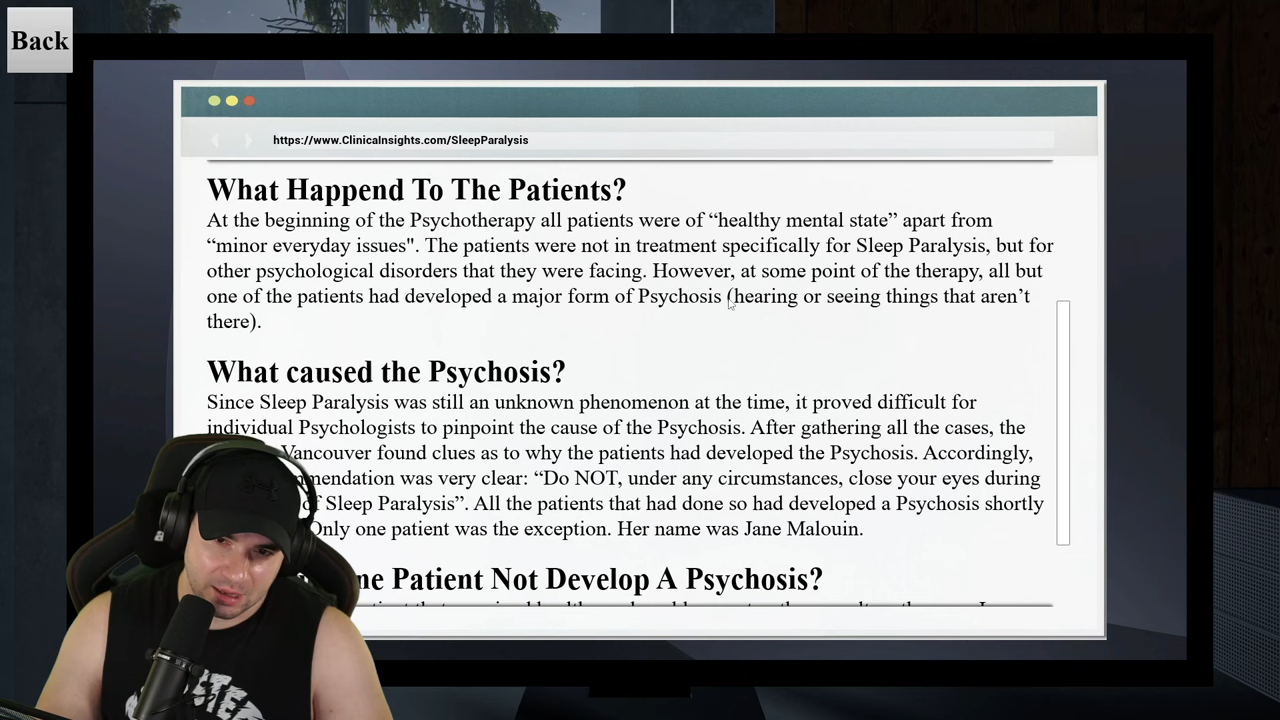 Back
https://www.ClinicaInsights.com/SleepParalysis
What Happend To The Patients?
At the beginning of the Psychotherapy all patients were of “healthy mental state” apart from
“minor everyday issues". The patients were not in treatment specifically for Sleep Paralysis, but for
other psychological disorders that they were facing. However, at some point of the therapy, all but
one of the patients had developed a major form of Psychosis (hearing or seeing things that aren’t
there).
What caused the Psychosis?
Since Sleep Paralysis was still an unknown phenomenon at the time, it proved difficult for
individual Psychologists to pinpoint the cause of the Psychosis. After gathering all the cases, the
Vancouver found clues as to why the patients had developed the Psychosis. Accordingly,
was very clear: “Do NOT, under any circumstances, close your eyes during
of Sleep Paralysis”. All the patients that had done so had developed a Psychosis shortly
Only one patient was the exception. Her name was Jane Malouin.
Patient Not Develop A Psychosis?